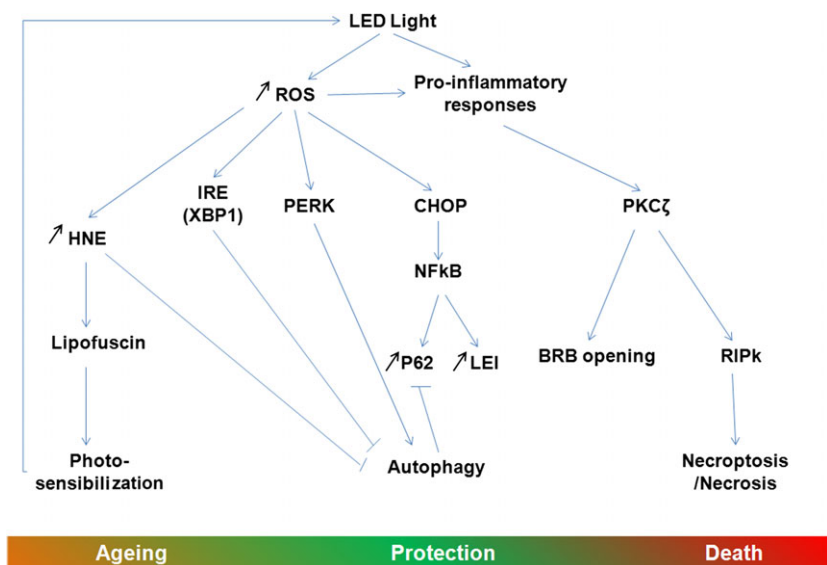 LED Light
↗ ROS
Pro-inflammatory
responses
IRE
(XBP1)
PERK
CHOP
PKCζ
↗ HNE
NFkB
Lipofuscin
↗P62
↗LEI
BRB opening
RIPk
Photo-
sensibilization
Autophagy
Necroptosis
/Necrosis
Ageing
Protection
Death